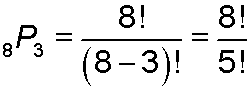 ₈P₃ = 8! / (8 − 3)! = 8! / 5!